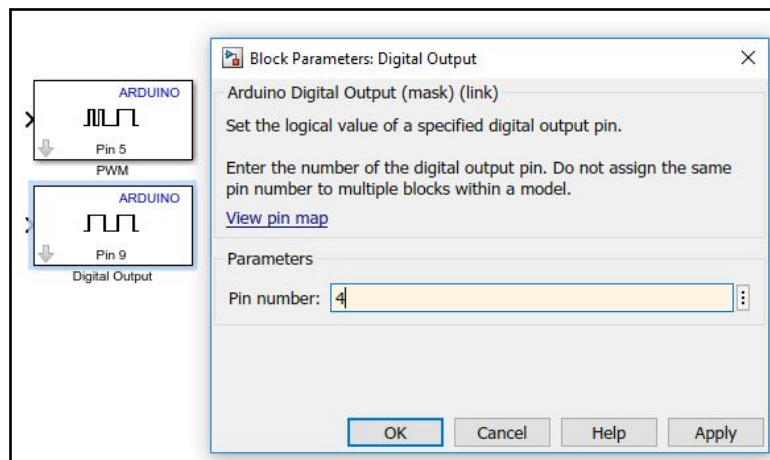 ARDUINO
Pin 5
PWM
ARDUINO
Pin 9
Digital Output
Block Parameters: Digital Output
Arduino Digital Output (mask) (link)
Set the logical value of a specified digital output pin.
Enter the number of the digital output pin. Do not assign the same
pin number to multiple blocks within a model.
View pin map
Parameters
Pin number: 4
OK Cancel Help Apply